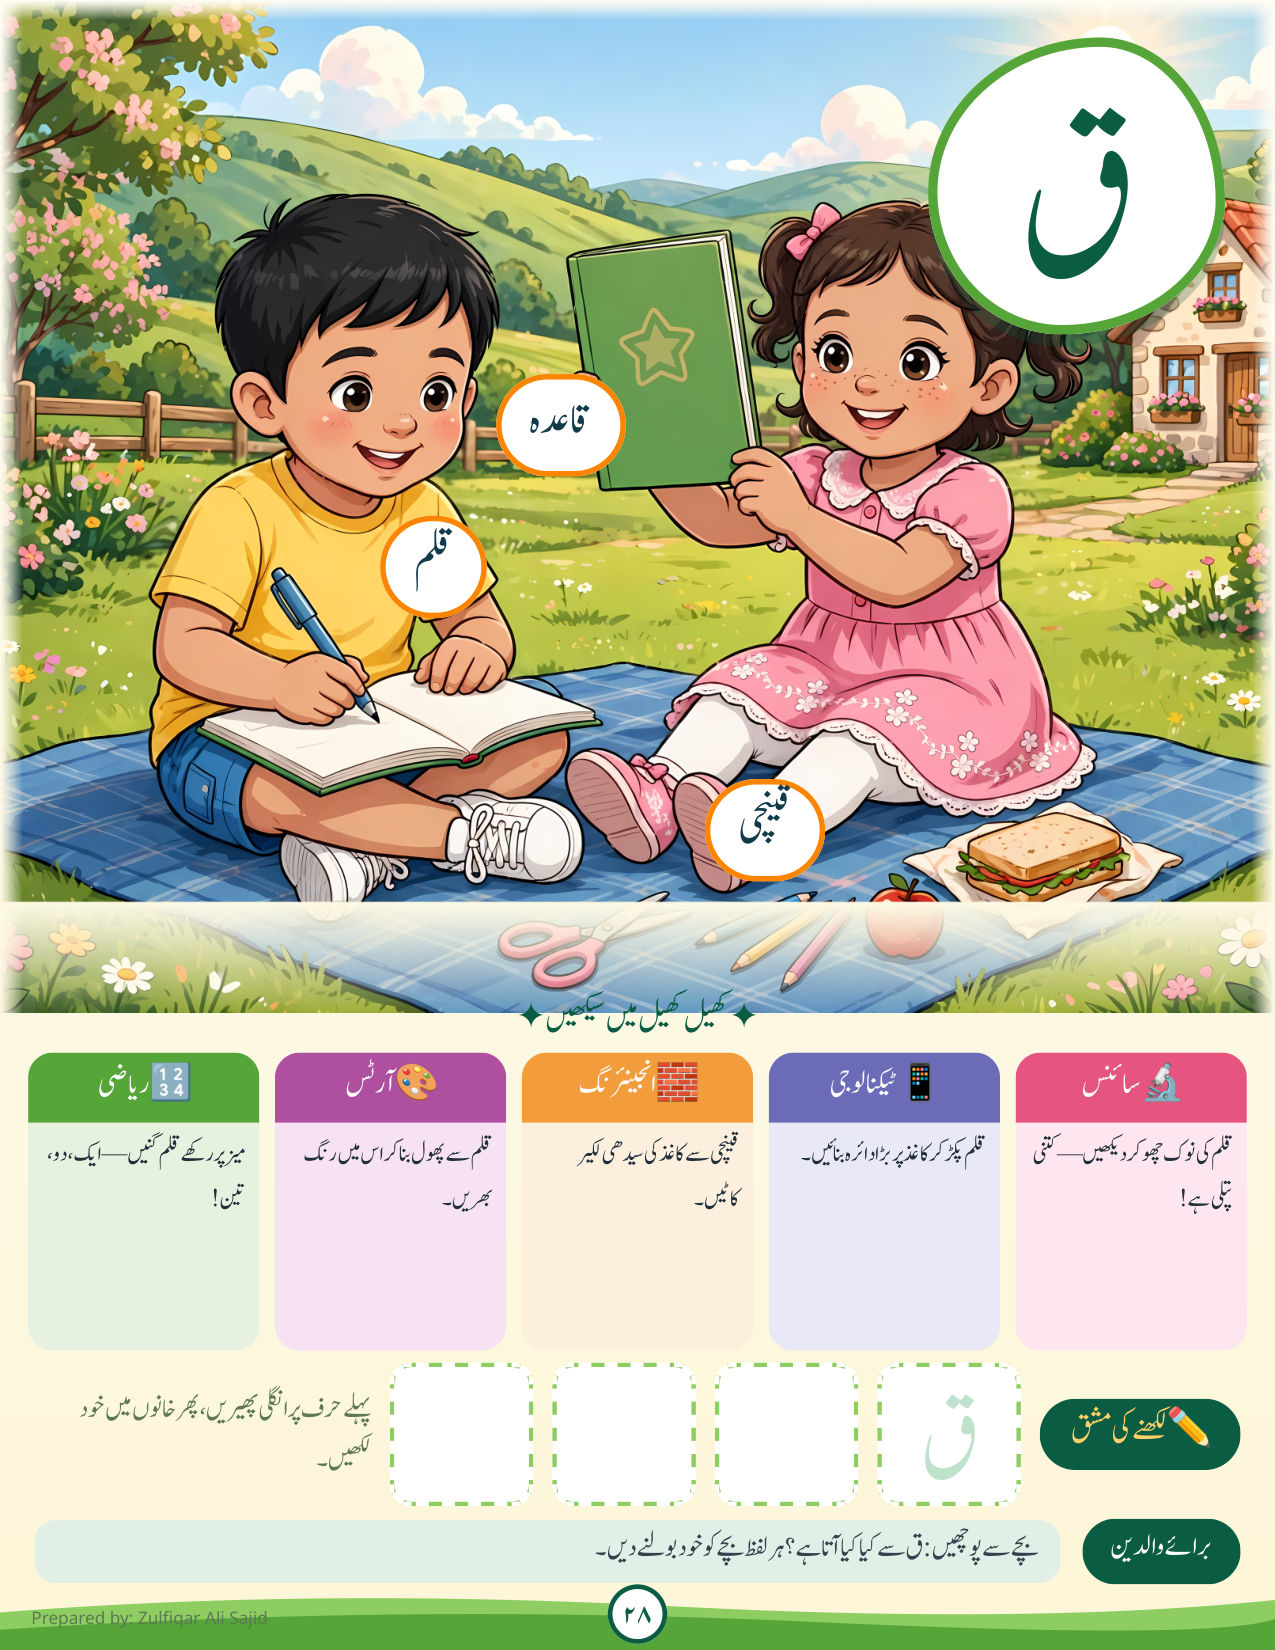 ق
قاعدہ
قلم
قینچی
✦ کھیل کھیل میں سیکھیں ✦
🔬 سائنس
قلم کی نوک چھو کر دیکھیں — کتنی
پتلی ہے!
📱 ٹیکنالوجی
قلم پکڑ کر کاغذ پر بڑا دائرہ بنائیں۔
🧱 انجینئرنگ
قینچی سے کاغذ کی سیدھی لکیر
کاٹیں۔
🎨 آرٹس
قلم سے پھول بنا کر اس میں رنگ
بھریں۔
🔢 ریاضی
میز پر رکھے قلم گنیں — ایک، دو،
تین!
✏️ لکھنے کی مشق
ق
پہلے حرف پر انگلی پھیریں، پھر خانوں میں خود
لکھیں۔
برائے والدین
بچے سے پوچھیں: ق سے کیا کیا آتا ہے؟ ہر لفظ بچے کو خود بولنے دیں۔
۲۸
Prepared by: Zulfiqar Ali Sajid